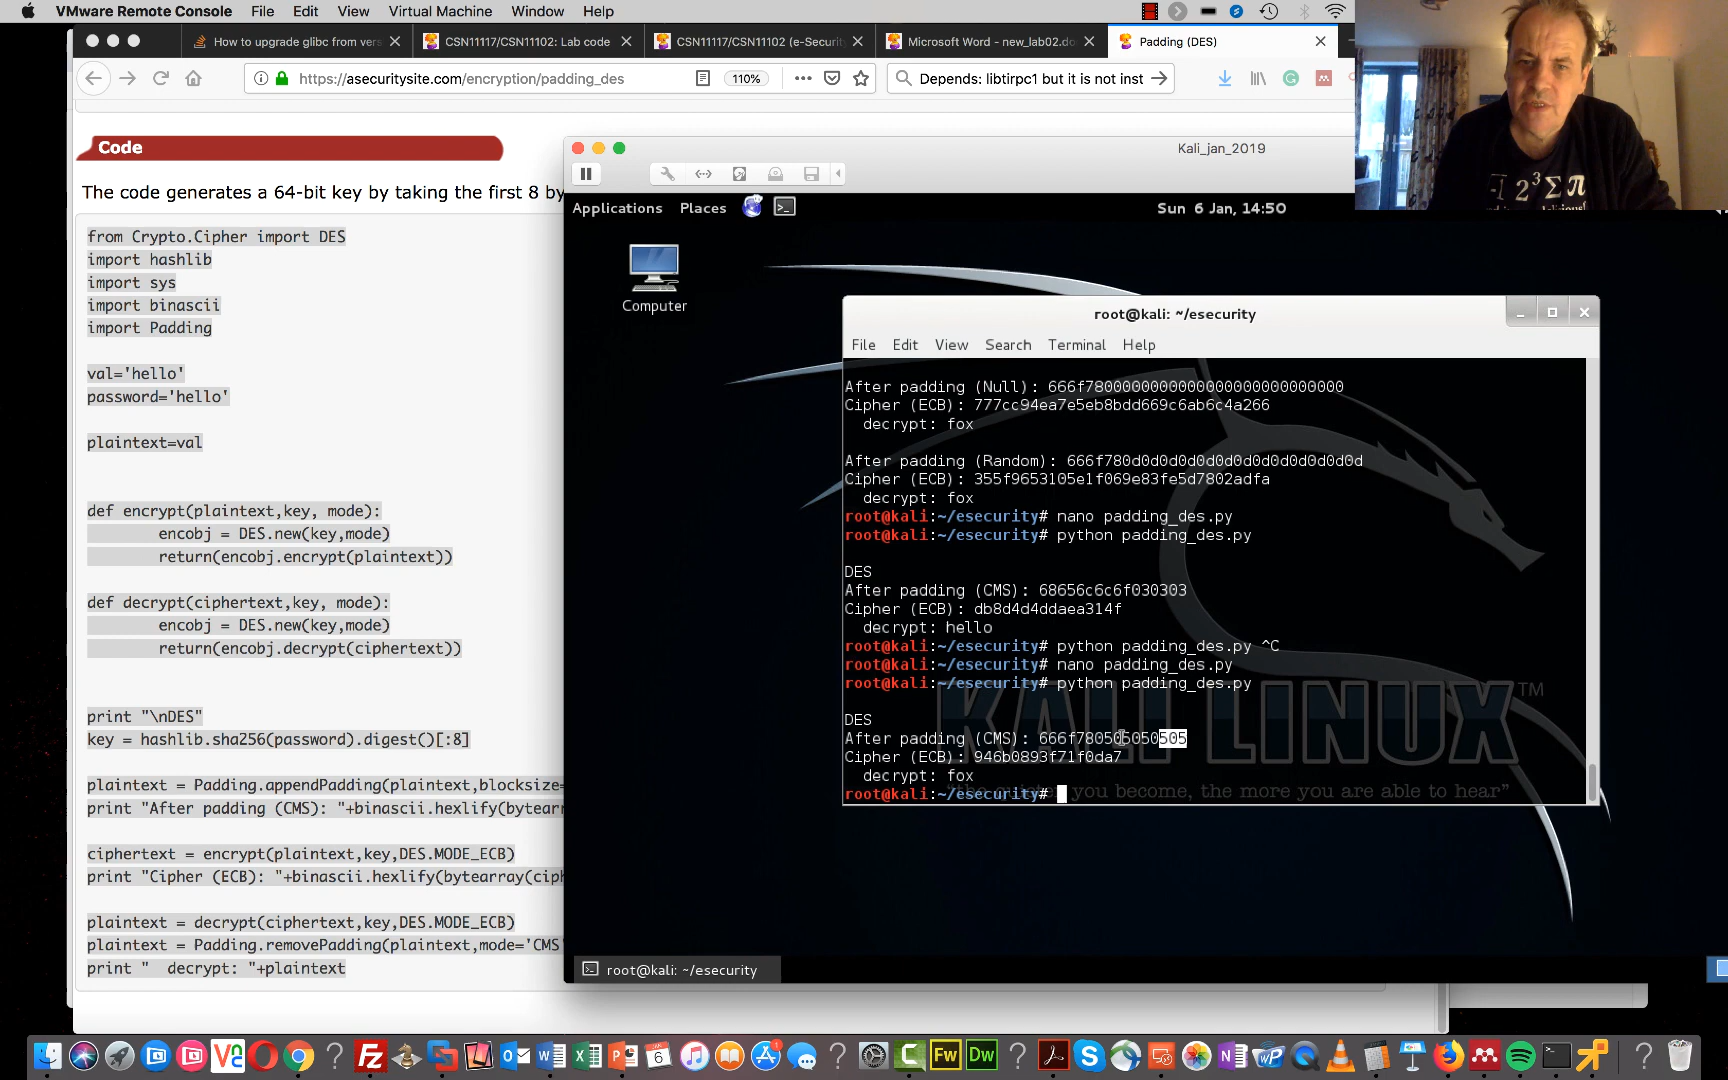 VMware Remote Console File Edit View Virtual Machine Window Help
How to upgrade glibc from vers
CSN11117/CSN11102: Lab code
CSN11117/CSN11102 (e-Securit
Microsoft Word - new_lab02.do
Padding (DES)
https://asecuritysite.com/encryption/padding_des
110%
Depends: libtirpc1 but it is not inst
Code
The code generates a 64-bit key by taking the first 8 by
from Crypto.Cipher import DES
import hashlib
import sys
import binascii
import Padding
val='hello'
password='hello'
plaintext=val
def encrypt(plaintext,key, mode):
encobj = DES.new(key,mode)
return(encobj.encrypt(plaintext))
def decrypt(ciphertext,key, mode):
encobj = DES.new(key,mode)
return(encobj.decrypt(ciphertext))
print "\nDES"
key = hashlib.sha256(password).digest()[:8]
plaintext = Padding.appendPadding(plaintext,blocksize=
print "After padding (CMS): "+binascii.hexlify(bytearr
ciphertext = encrypt(plaintext,key,DES.MODE_ECB)
print "Cipher (ECB): "+binascii.hexlify(bytearray(ciph
plaintext = decrypt(ciphertext,key,DES.MODE_ECB)
plaintext = Padding.removePadding(plaintext,mode='CMS'
print "  decrypt: "+plaintext
Kali_jan_2019
Applications Places
Sun 6 Jan, 14:50
Computer
root@kali: ~/esecurity
File Edit View Search Terminal Help
After padding (Null): 666f7800000000000000000000000000
Cipher (ECB): 777cc94ea7e5eb8bdd669c6ab6c4a266
decrypt: fox
After padding (Random): 666f780d0d0d0d0d0d0d0d0d0d0d0d0d
Cipher (ECB): 355f9653105e1f069e83fe5d7802adfa
decrypt: fox
root@kali:~/esecurity# nano padding_des.py
root@kali:~/esecurity# python padding_des.py
DES
After padding (CMS): 68656c6c6f030303
Cipher (ECB): db8d4d4ddaea314f
decrypt: hello
root@kali:~/esecurity# python padding_des.py ^C
root@kali:~/esecurity# nano padding_des.py
root@kali:~/esecurity# python padding_des.py
DES
After padding (CMS): 666f780505050505
Cipher (ECB): 946b0893f71f0da7
decrypt: fox
root@kali:~/esecurity#
KALI LINUX™
you become, the more you are able to hear"
root@kali: ~/esecurity